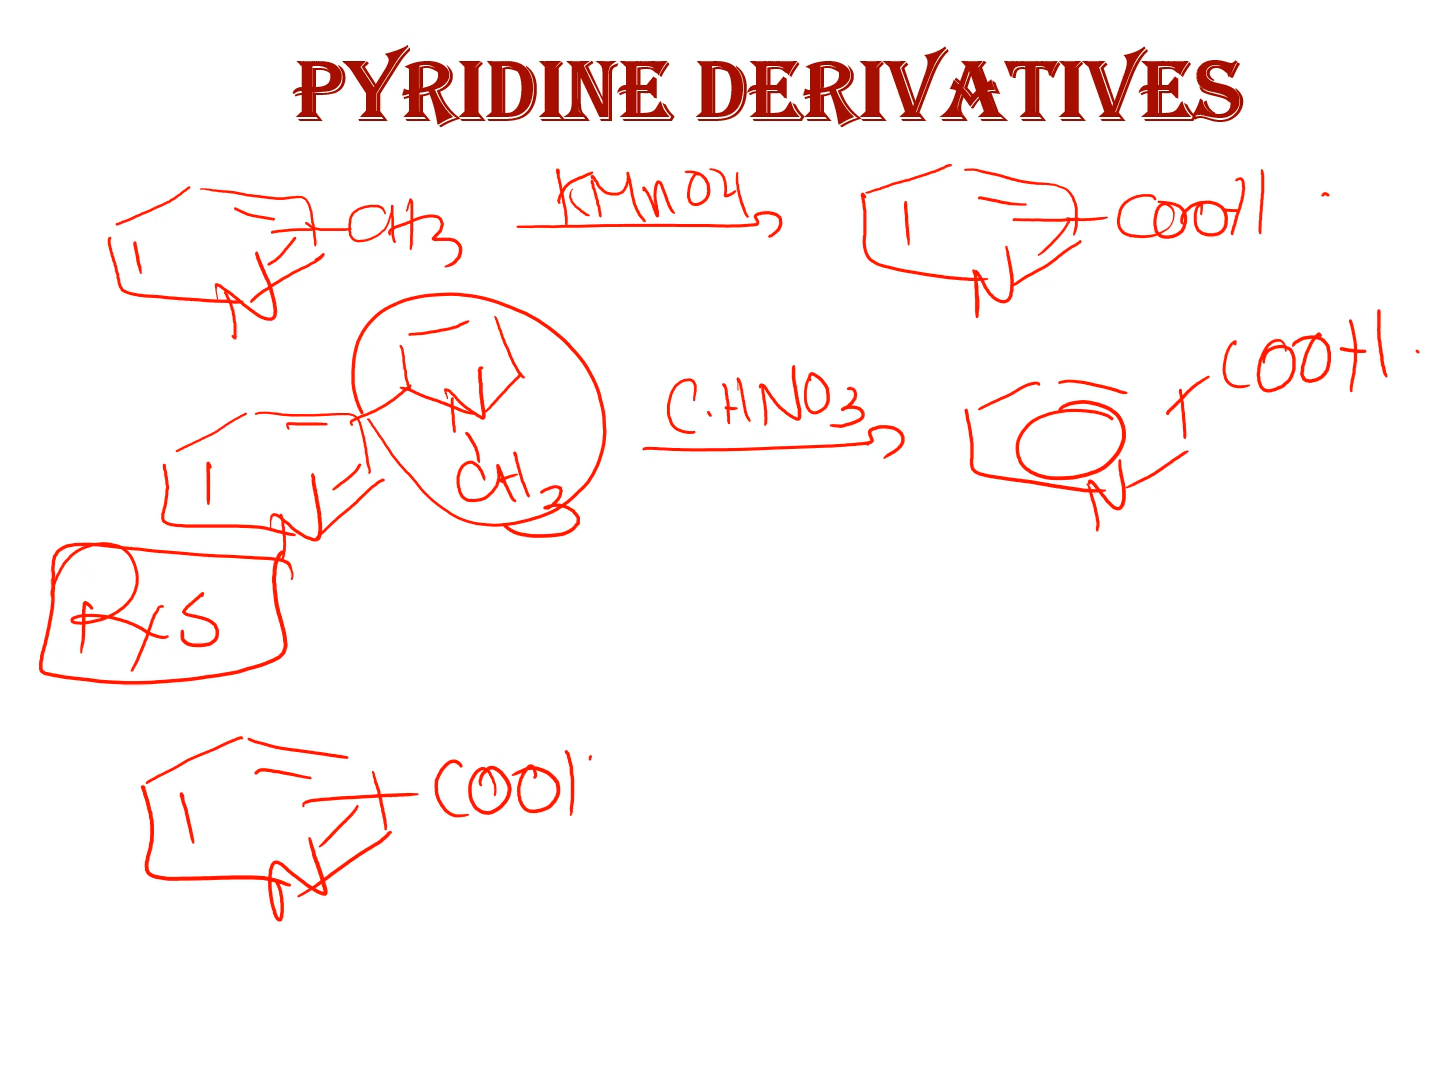 PYRIDINE DERIVATIVES
CH3 KMnO4 COOH
N N
N CH3 C.HNO3 COOH
N N
Rxs
COOH
N